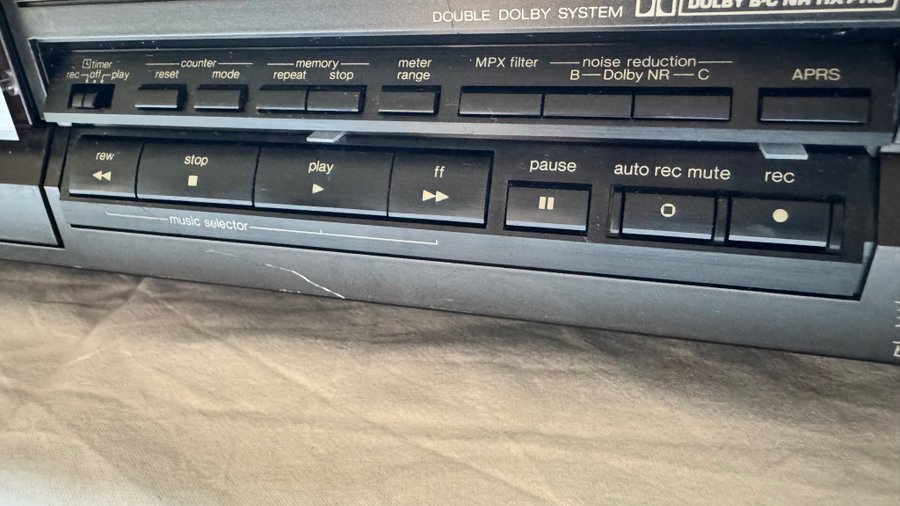 DOUBLE DOLBY SYSTEM
DOLBY B-C NR HX PRO
timer counter memory meter MPX filter noise reduction
rec off play reset mode repeat stop range B Dolby NR C APRS
rew stop play ff pause auto rec mute rec
music selector